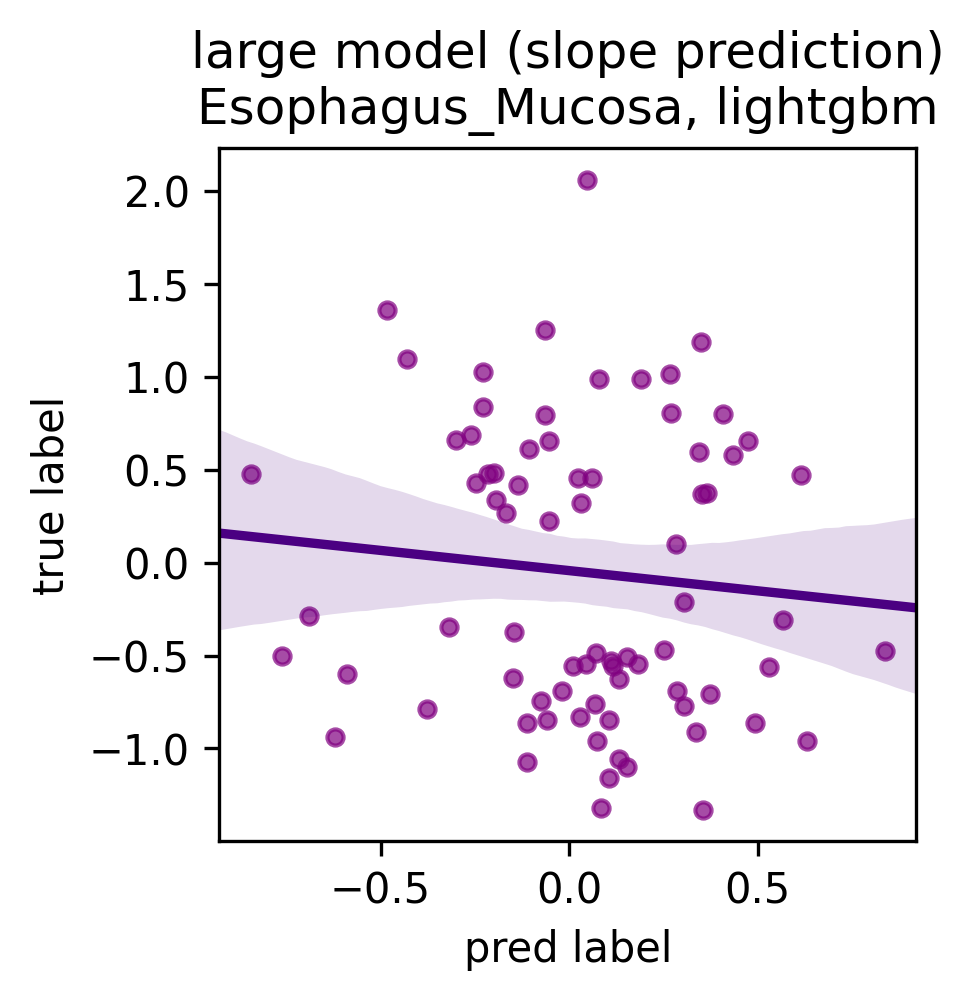 large model (slope prediction)
Esophagus_Mucosa, lightgbm
2.0
1.5
1.0
0.5
0.0
−0.5
−1.0
true label
−0.5
0.0
0.5
pred label